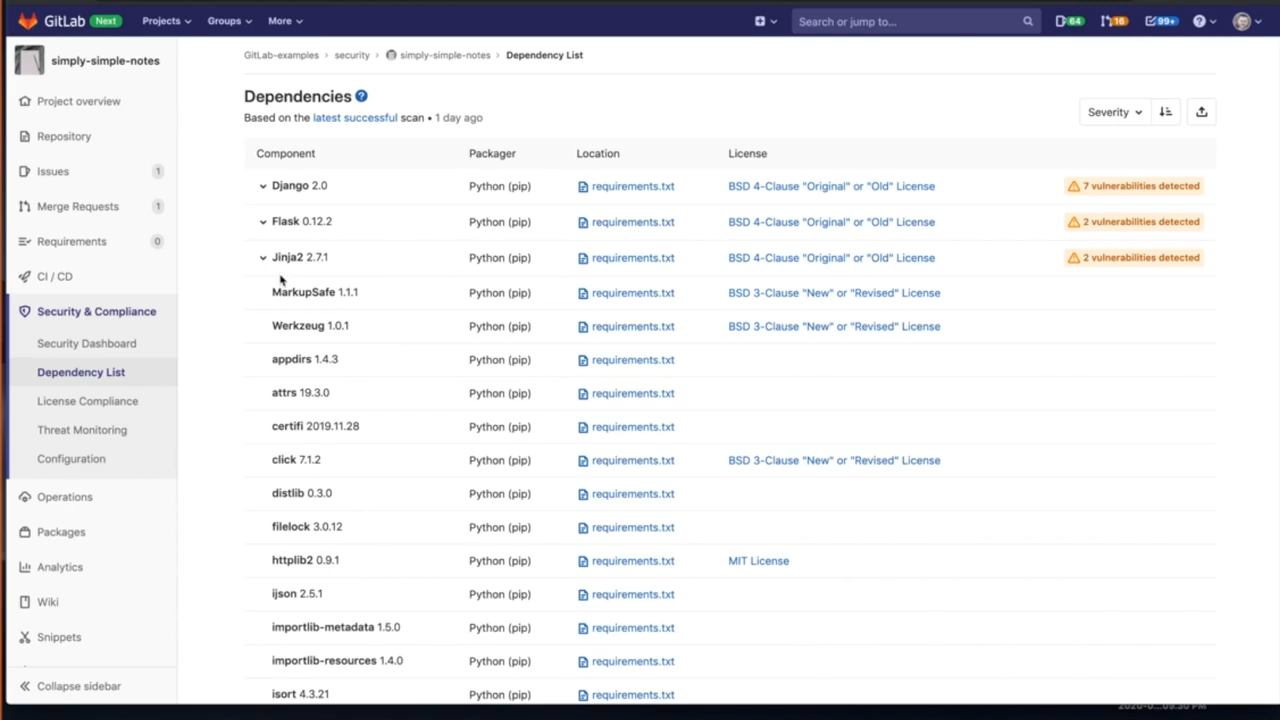 GitLab Next Projects Groups More Search or jump to... 64 16 99+
simply-simple-notes
Project overview
Repository
Issues 1
Merge Requests 1
Requirements 0
CI / CD
Security & Compliance
Security Dashboard
Dependency List
License Compliance
Threat Monitoring
Configuration
Operations
Packages
Analytics
Wiki
Snippets
Collapse sidebar
GitLab-examples › security › simply-simple-notes › Dependency List
Dependencies
Based on the latest successful scan • 1 day ago
Severity
Component Packager Location License
Django 2.0 Python (pip) requirements.txt BSD 4-Clause "Original" or "Old" License 7 vulnerabilities detected
Flask 0.12.2 Python (pip) requirements.txt BSD 4-Clause "Original" or "Old" License 2 vulnerabilities detected
Jinja2 2.7.1 Python (pip) requirements.txt BSD 4-Clause "Original" or "Old" License 2 vulnerabilities detected
MarkupSafe 1.1.1 Python (pip) requirements.txt BSD 3-Clause "New" or "Revised" License
Werkzeug 1.0.1 Python (pip) requirements.txt BSD 3-Clause "New" or "Revised" License
appdirs 1.4.3 Python (pip) requirements.txt
attrs 19.3.0 Python (pip) requirements.txt
certifi 2019.11.28 Python (pip) requirements.txt
click 7.1.2 Python (pip) requirements.txt BSD 3-Clause "New" or "Revised" License
distlib 0.3.0 Python (pip) requirements.txt
filelock 3.0.12 Python (pip) requirements.txt
httplib2 0.9.1 Python (pip) requirements.txt MIT License
ijson 2.5.1 Python (pip) requirements.txt
importlib-metadata 1.5.0 Python (pip) requirements.txt
importlib-resources 1.4.0 Python (pip) requirements.txt
isort 4.3.21 Python (pip) requirements.txt